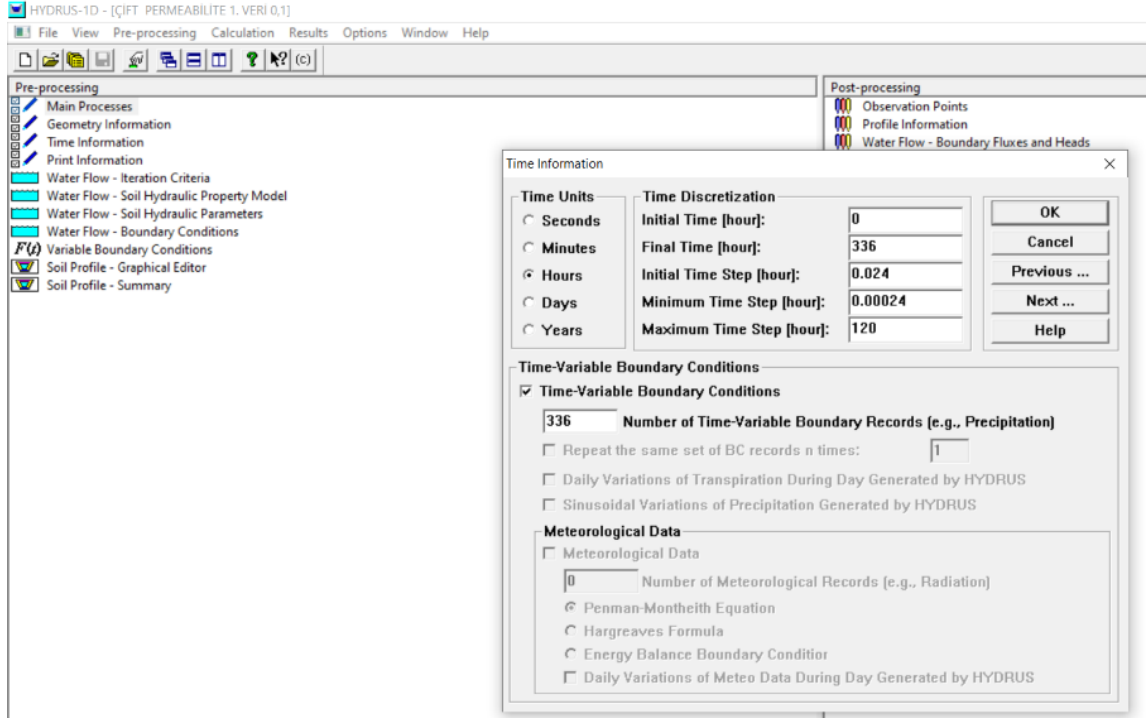 HYDRUS-1D - [ÇİFT PERMEABİLİTE 1. VERİ 0,1]
File View Pre-processing Calculation Results Options Window Help
Pre-processing
Main Processes
Geometry Information
Time Information
Print Information
Water Flow - Iteration Criteria
Water Flow - Soil Hydraulic Property Model
Water Flow - Soil Hydraulic Parameters
Water Flow - Boundary Conditions
F(t) Variable Boundary Conditions
Soil Profile - Graphical Editor
Soil Profile - Summary
Post-processing
Observation Points
Profile Information
Water Flow - Boundary Fluxes and Heads
Time Information
Time Units
Seconds
Minutes
Hours
Days
Years
Time Discretization
Initial Time [hour]: 0
Final Time [hour]: 336
Initial Time Step [hour]: 0.024
Minimum Time Step [hour]: 0.00024
Maximum Time Step [hour]: 120
OK
Cancel
Previous ...
Next ...
Help
Time-Variable Boundary Conditions
Time-Variable Boundary Conditions
336 Number of Time-Variable Boundary Records (e.g., Precipitation)
Repeat the same set of BC records n times: 1
Daily Variations of Transpiration During Day Generated by HYDRUS
Sinusoidal Variations of Precipitation Generated by HYDRUS
Meteorological Data
Meteorological Data
0 Number of Meteorological Records (e.g., Radiation)
Penman-Montheith Equation
Hargreaves Formula
Energy Balance Boundary Conditior
Daily Variations of Meteo Data During Day Generated by HYDRUS